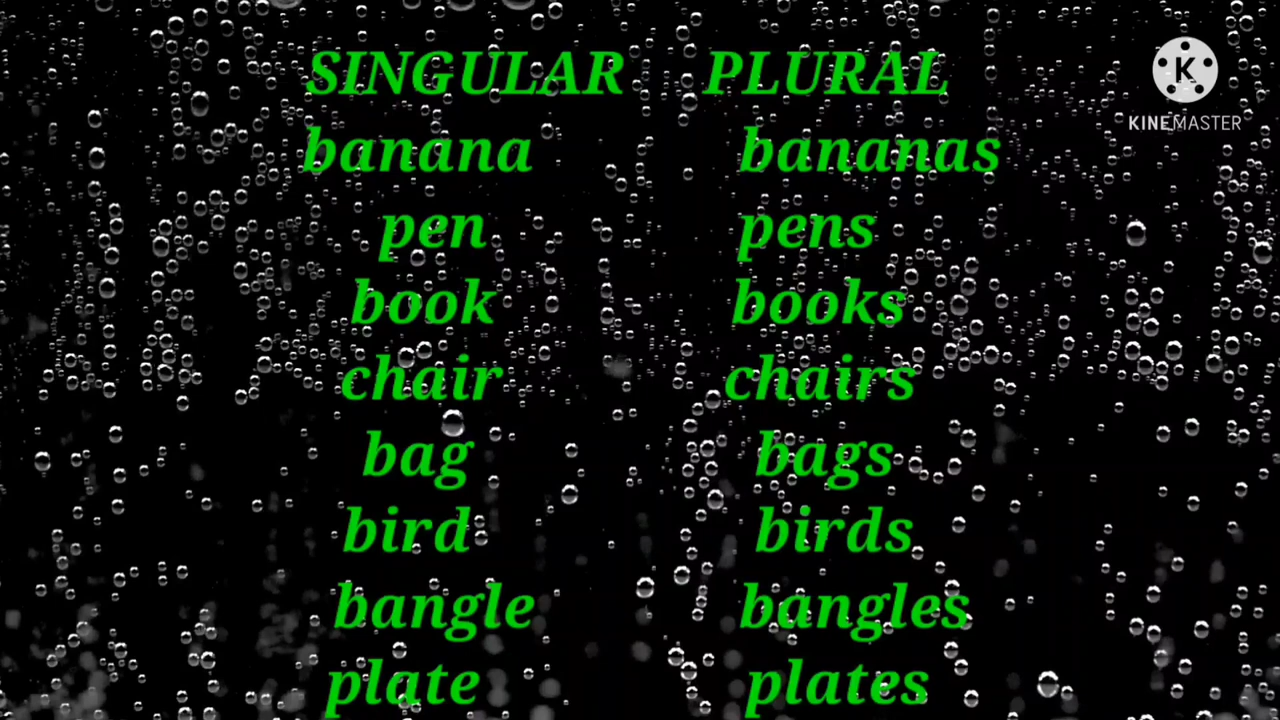 SINGULAR PLURAL
K
KINEMASTER
banana bananas
pen pens
book books
chair chairs
bag bags
bird birds
bangle bangles
plate plates